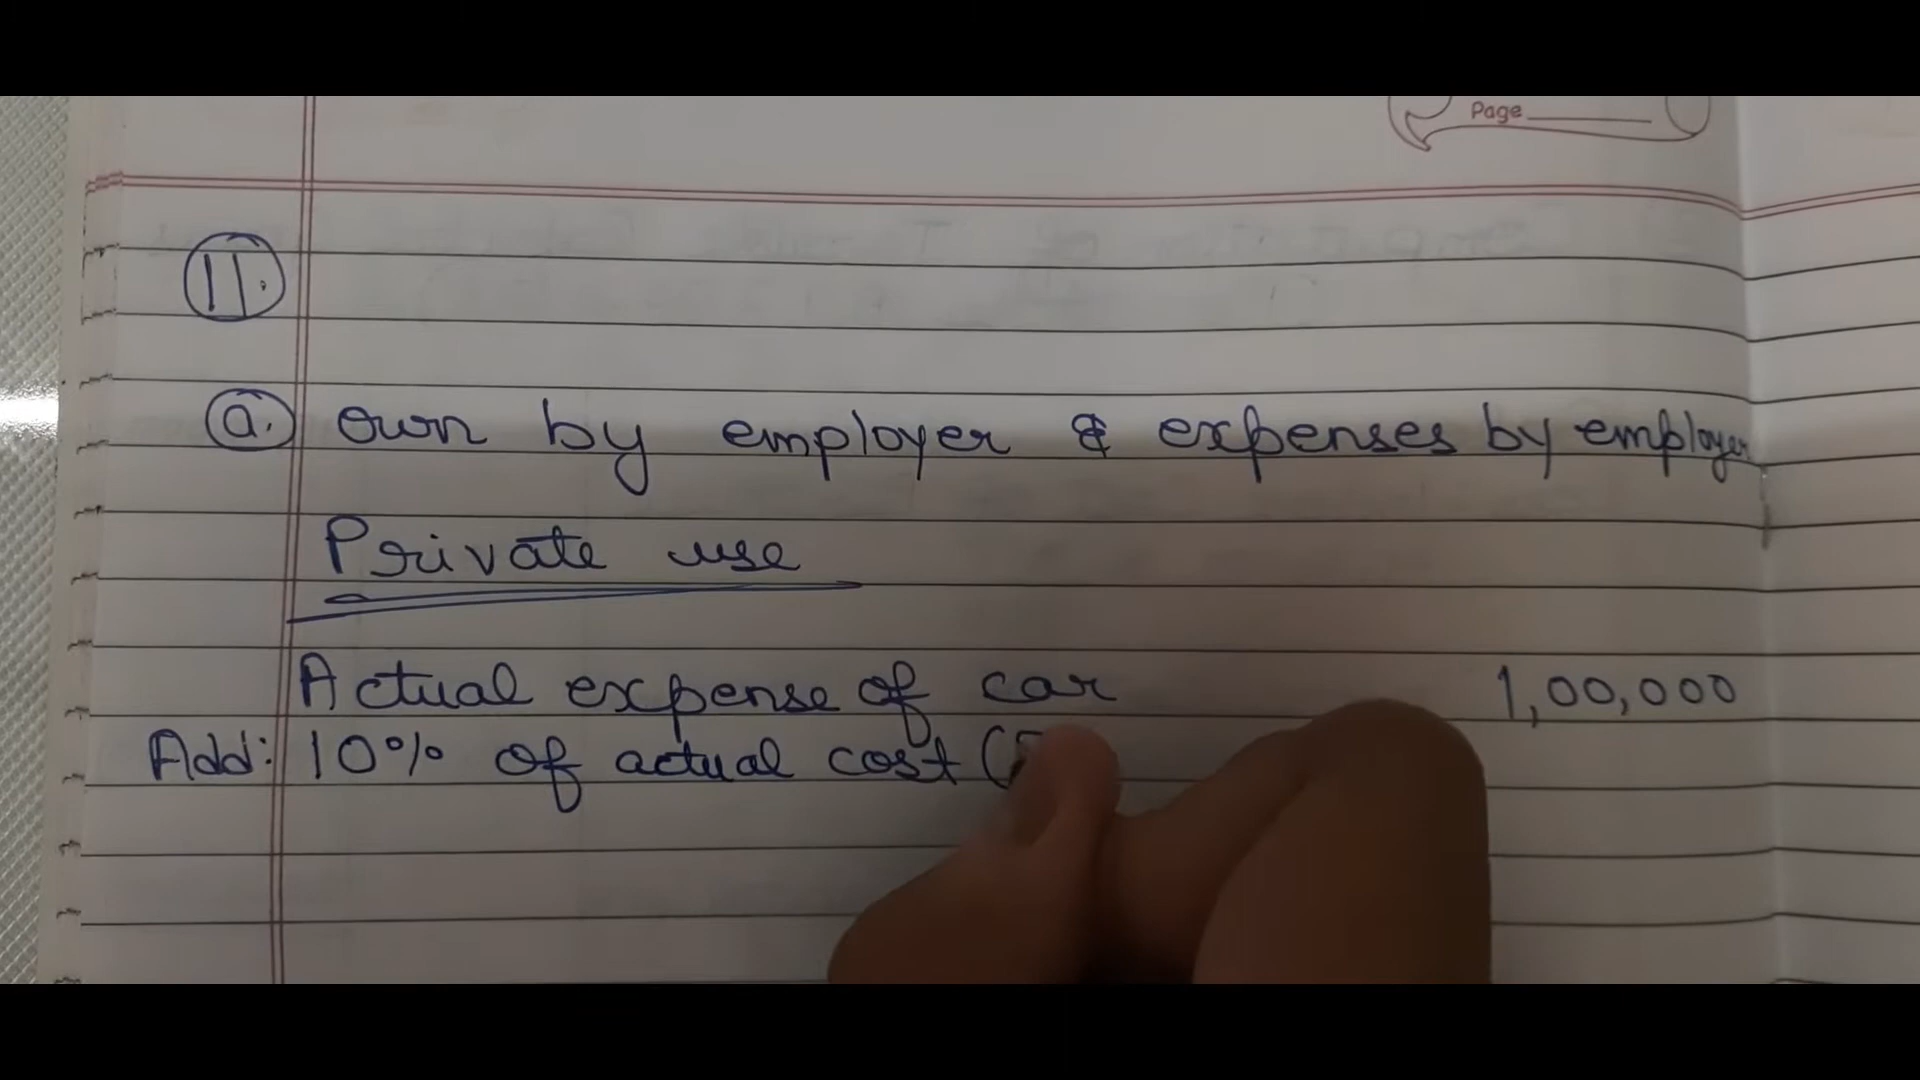 Page
11.
a. own by employer & expenses by employer
Private use
Actual expense of car 1,00,000
Add: 10% of actual cost (